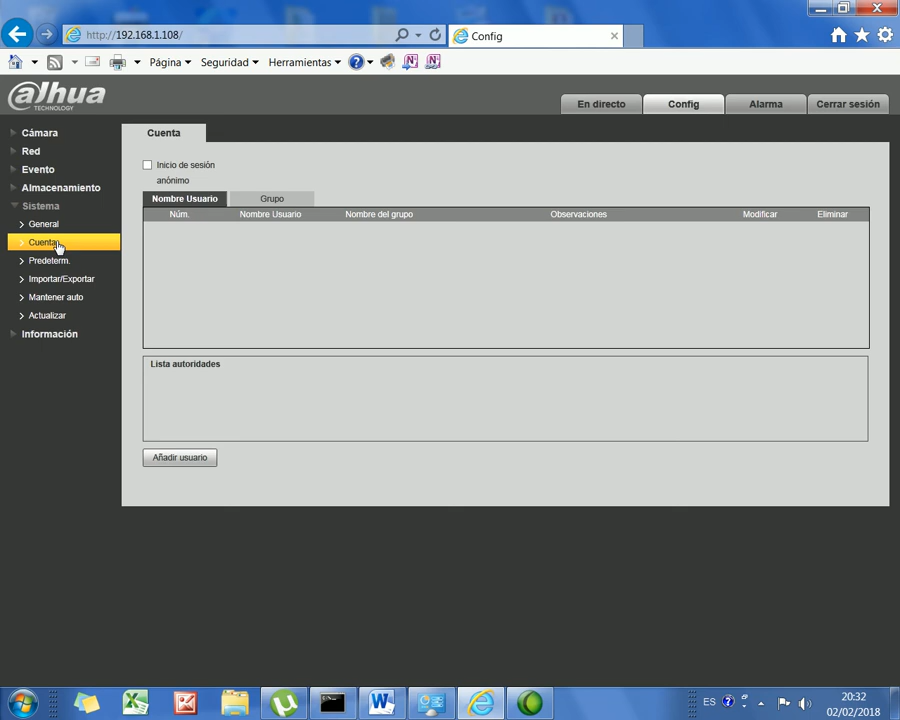 http://192.168.1.108/
Config
Página
Seguridad
Herramientas
alhua
TECHNOLOGY
En directo
Config
Alarma
Cerrar sesión
Cámara
Red
Evento
Almacenamiento
Sistema
General
Cuenta
Predeterm.
Importar/Exportar
Mantener auto
Actualizar
Información
Cuenta
Inicio de sesión
anónimo
Nombre Usuario
Grupo
Núm.
Nombre Usuario
Nombre del grupo
Observaciones
Modificar
Eliminar
Lista autoridades
Añadir usuario
ES
20:32
02/02/2018